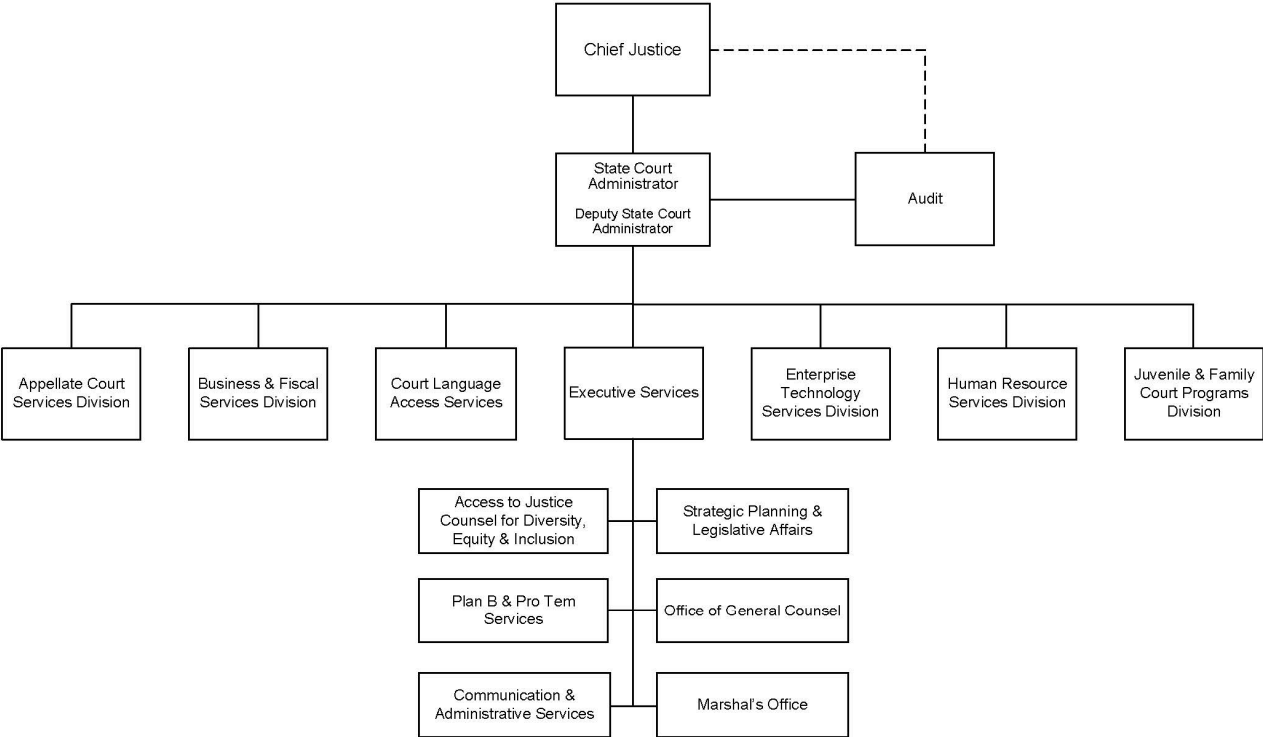 Chief Justice
State Court
Administrator
Deputy State Court
Administrator
Audit
Appellate Court
Services Division
Business & Fiscal
Services Division
Court Language
Access Services
Executive Services
Enterprise
Technology
Services Division
Human Resource
Services Division
Juvenile & Family
Court Programs
Division
Access to Justice
Counsel for Diversity,
Equity & Inclusion
Strategic Planning &
Legislative Affairs
Plan B & Pro Tem
Services
Office of General Counsel
Communication &
Administrative Services
Marshal's Office